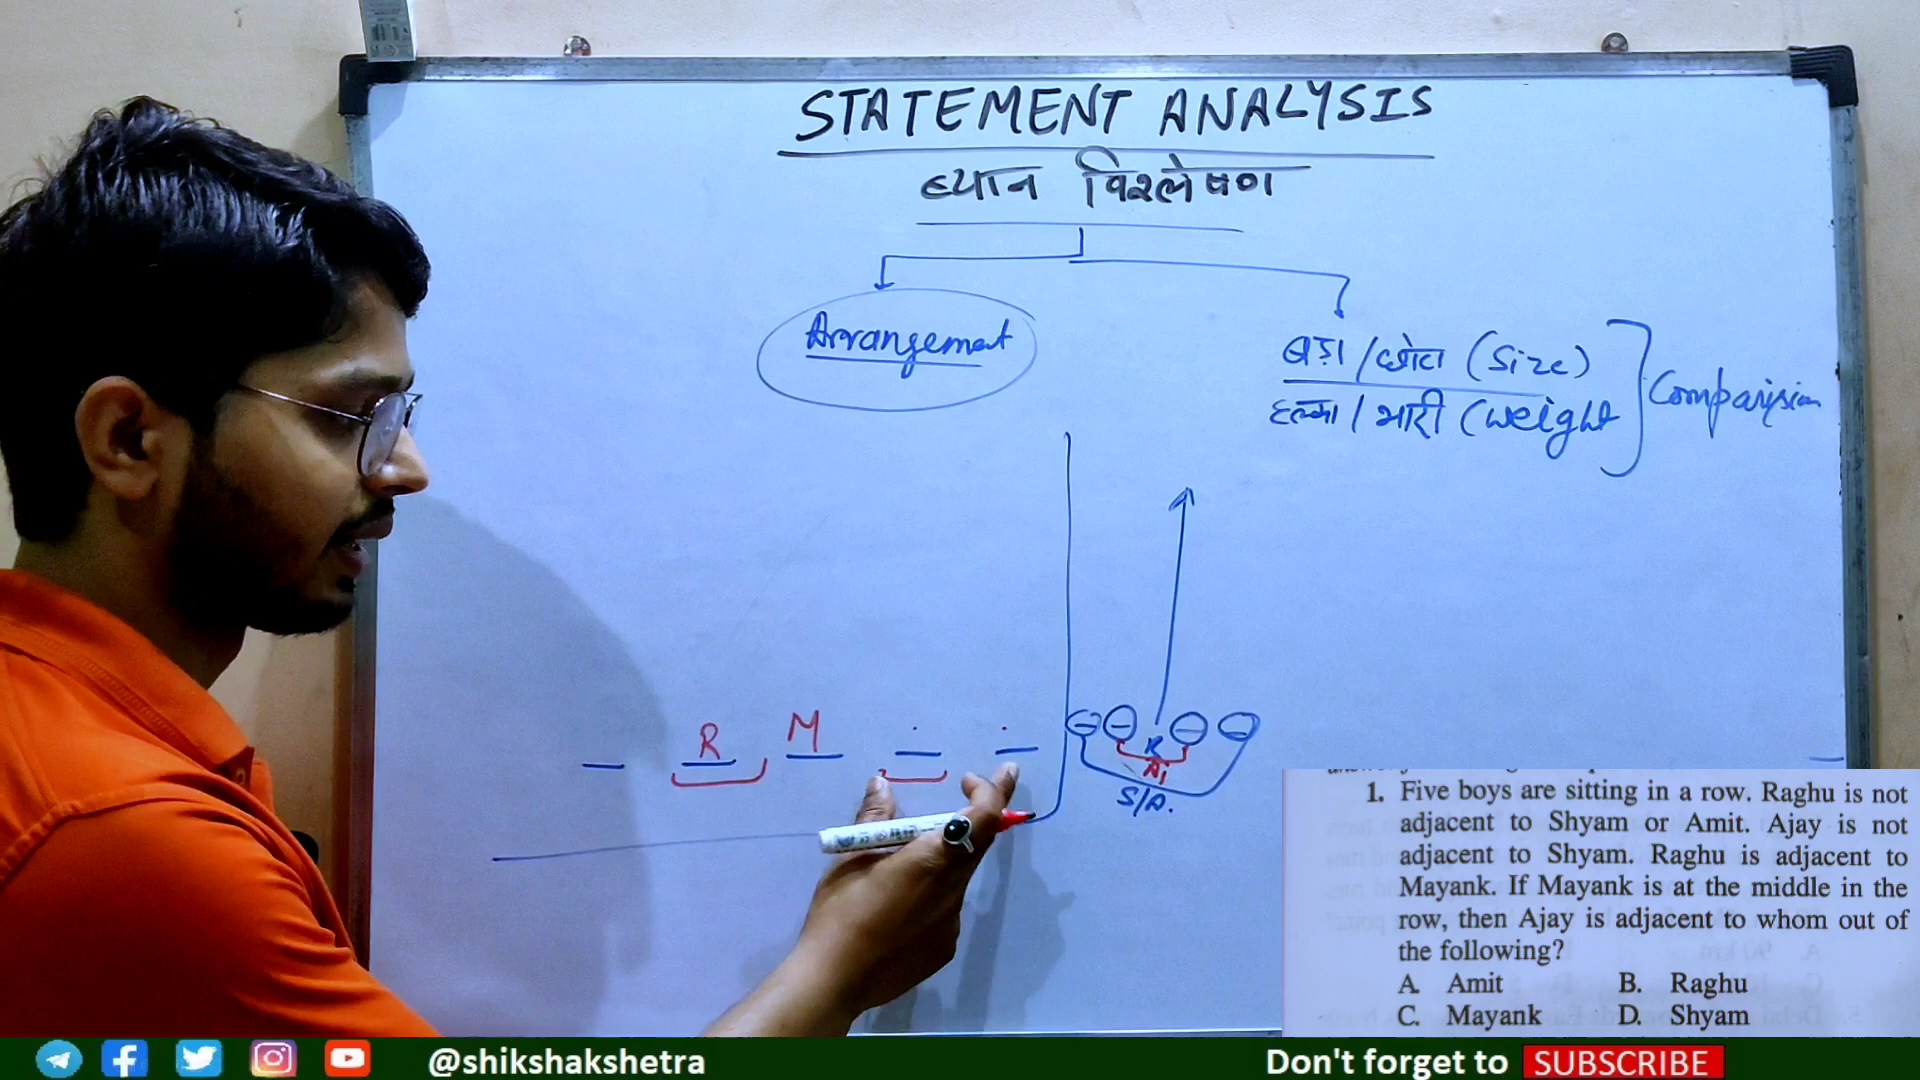 STATEMENT ANALYSIS
ध्यान विश्लेषण
Arrangement
बड़ा / छोटा (Size)
हल्का / भारी (weight
Comparision
R M
R
S/A.
1. Five boys are sitting in a row. Raghu is not
adjacent to Shyam or Amit. Ajay is not
adjacent to Shyam. Raghu is adjacent to
Mayank. If Mayank is at the middle in the
row, then Ajay is adjacent to whom out of
the following?
A. Amit B. Raghu
C. Mayank D. Shyam
@shikshakshetra
Don't forget to SUBSCRIBE